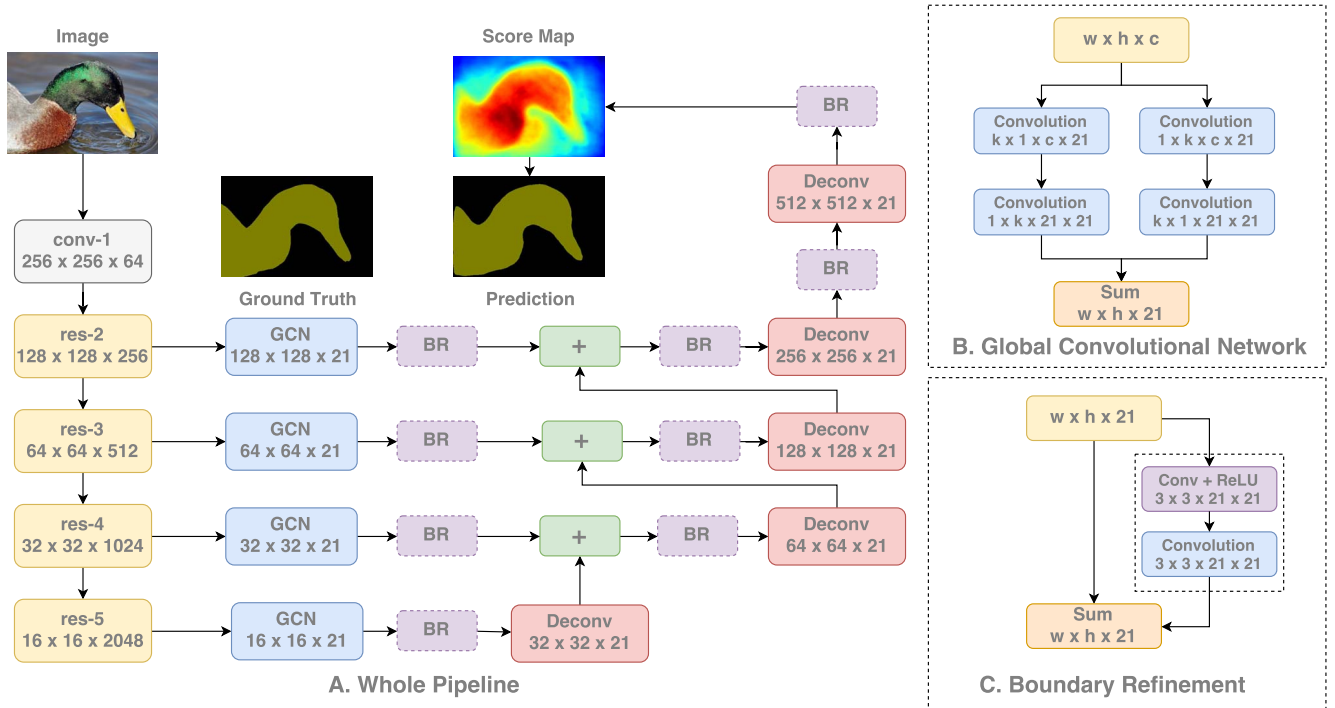 Image
Score Map
BR
Deconv
512 x 512 x 21
conv-1
256 x 256 x 64
BR
Ground Truth
Prediction
res-2
128 x 128 x 256
GCN
128 x 128 x 21
BR
+
BR
Deconv
256 x 256 x 21
res-3
64 x 64 x 512
GCN
64 x 64 x 21
BR
+
BR
Deconv
128 x 128 x 21
res-4
32 x 32 x 1024
GCN
32 x 32 x 21
BR
+
BR
Deconv
64 x 64 x 21
res-5
16 x 16 x 2048
GCN
16 x 16 x 21
BR
Deconv
32 x 32 x 21
A. Whole Pipeline
w x h x c
Convolution
k x 1 x c x 21
Convolution
1 x k x c x 21
Convolution
1 x k x 21 x 21
Convolution
k x 1 x 21 x 21
Sum
w x h x 21
B. Global Convolutional Network
w x h x 21
Conv + ReLU
3 x 3 x 21 x 21
Convolution
3 x 3 x 21 x 21
Sum
w x h x 21
C. Boundary Refinement